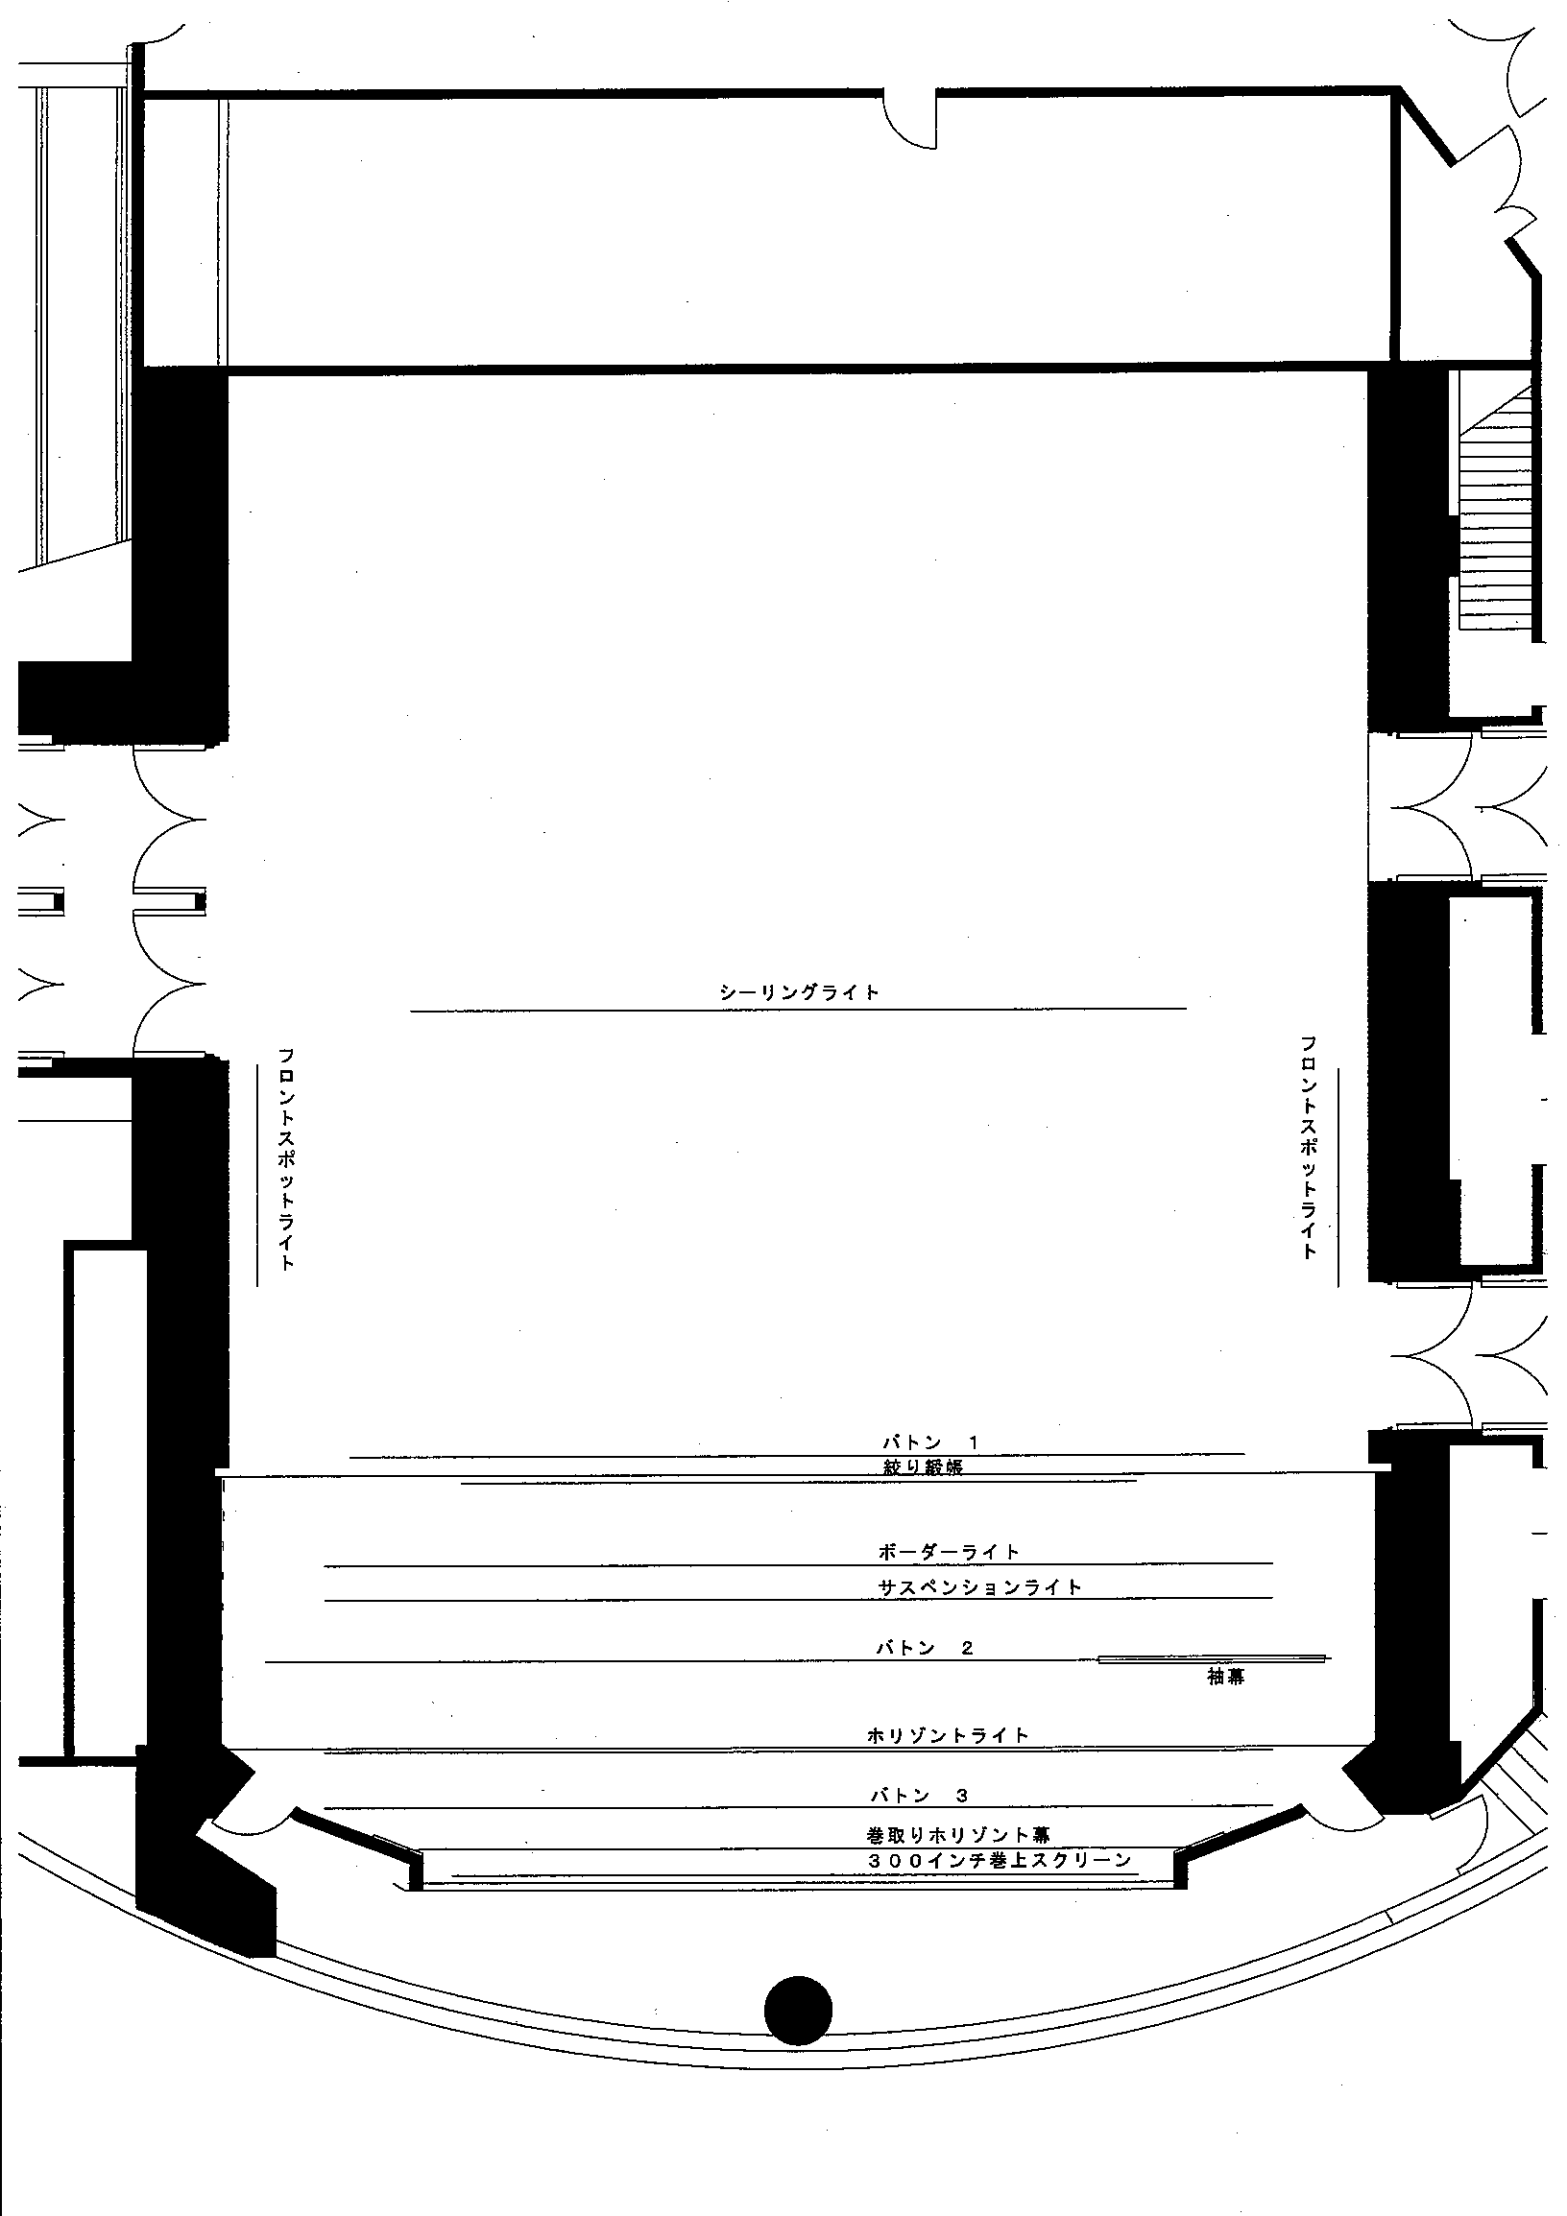 シーリングライト
フロントスポットライト
フロントスポットライト
バトン　1
絞り緞帳
ボーダーライト
サスペンションライト
バトン　2
袖幕
ホリゾントライト
バトン　3
巻取りホリゾント幕
３００インチ巻上スクリーン